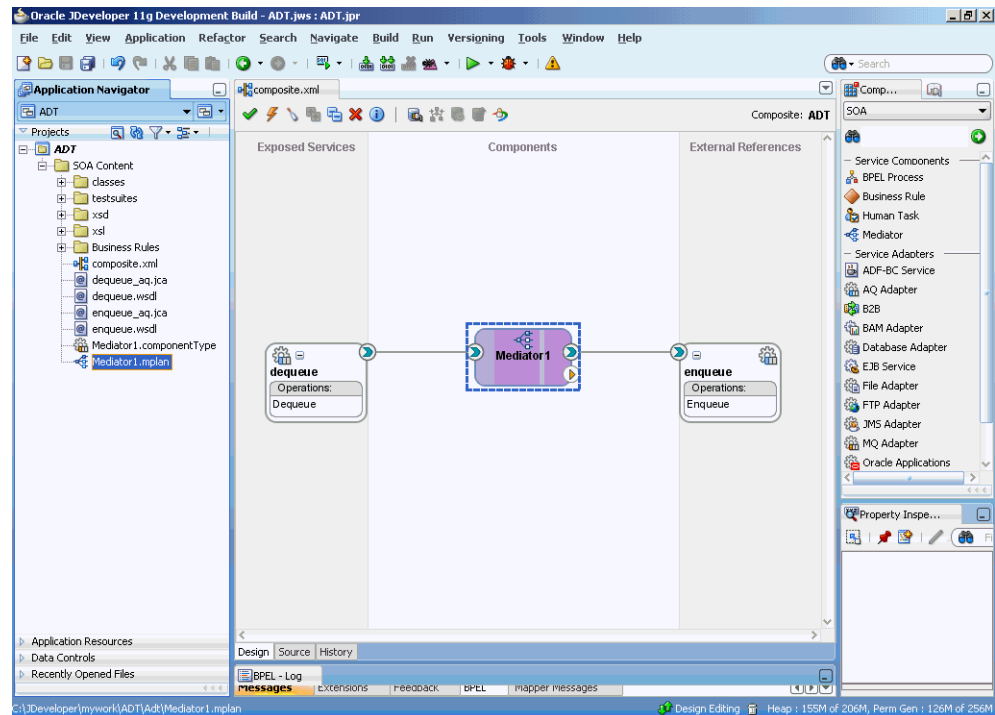 Oracle JDeveloper 11g Development Build - ADT.jws : ADT.jpr
File Edit View Application Refactor Search Navigate Build Run Versioning Tools Window Help
Search
Application Navigator
ADT
Projects
ADT
SOA Content
classes
testsuites
xsd
xsl
Business Rules
composite.xml
dequeue_aq.jca
dequeue.wsdl
enqueue_aq.jca
enqueue.wsdl
Mediator1.componentType
Mediator1.mplan
Application Resources
Data Controls
Recently Opened Files
composite.xml
Composite: ADT
Exposed Services
Components
External References
dequeue
Operations:
Dequeue
Mediator1
enqueue
Operations:
Enqueue
Design Source History
BPEL - Log
Messages Extensions Feedback BPEL Mapper Messages
Comp...
SOA
Service Components
BPEL Process
Business Rule
Human Task
Mediator
Service Adapters
ADF-BC Service
AQ Adapter
B2B
BAM Adapter
Database Adapter
EJB Service
File Adapter
FTP Adapter
JMS Adapter
MQ Adapter
Oracle Applications
Property Inspe...
Fi
C:\JDeveloper\mywork\ADT\Adt\Mediator1.mplan
Design Editing Heap : 155M of 206M, Perm Gen : 126M of 256M